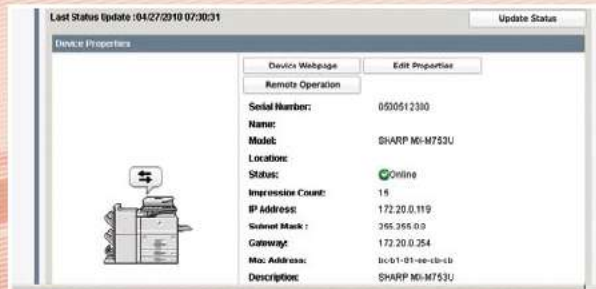 Last Status Update :04/27/2010 07:30:31
Update Status
Device Properties
Device Webpage
Edit Properties
Remote Operation
Serial Number: 0500512300
Name:
Model: SHARP MX-M753U
Location:
Status: Online
Impression Count: 15
IP Address: 172.20.0.119
Subnet Mask : 255.255.0.0
Gateway: 172.20.0.254
Mac Address:
Description: SHARP MX-M753U